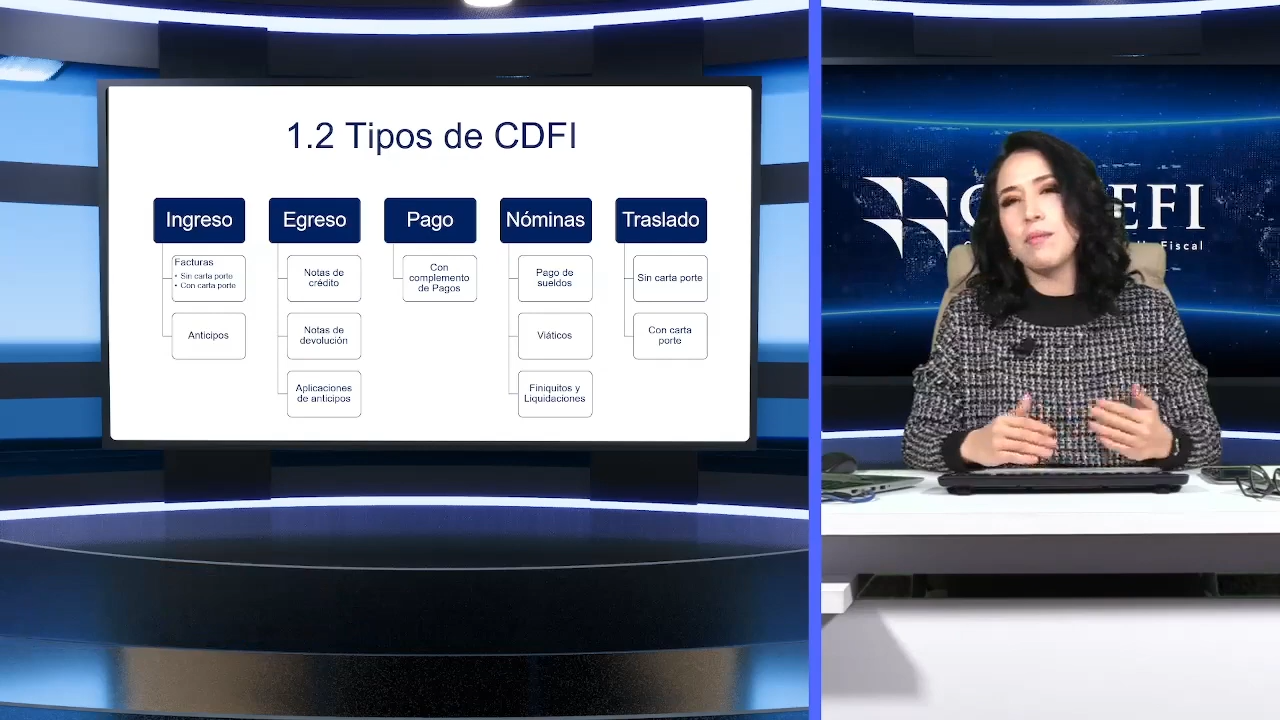 1.2 Tipos de CDFI
Ingreso
Facturas
• Sin carta porte
• Con carta porte
Anticipos
Egreso
Notas de
crédito
Notas de
devolución
Aplicaciones
de anticipos
Pago
Con
complemento
de Pagos
Nóminas
Pago de
sueldos
Viáticos
Finiquitos y
Liquidaciones
Traslado
Sin carta porte
Con carta
porte
Fiscal